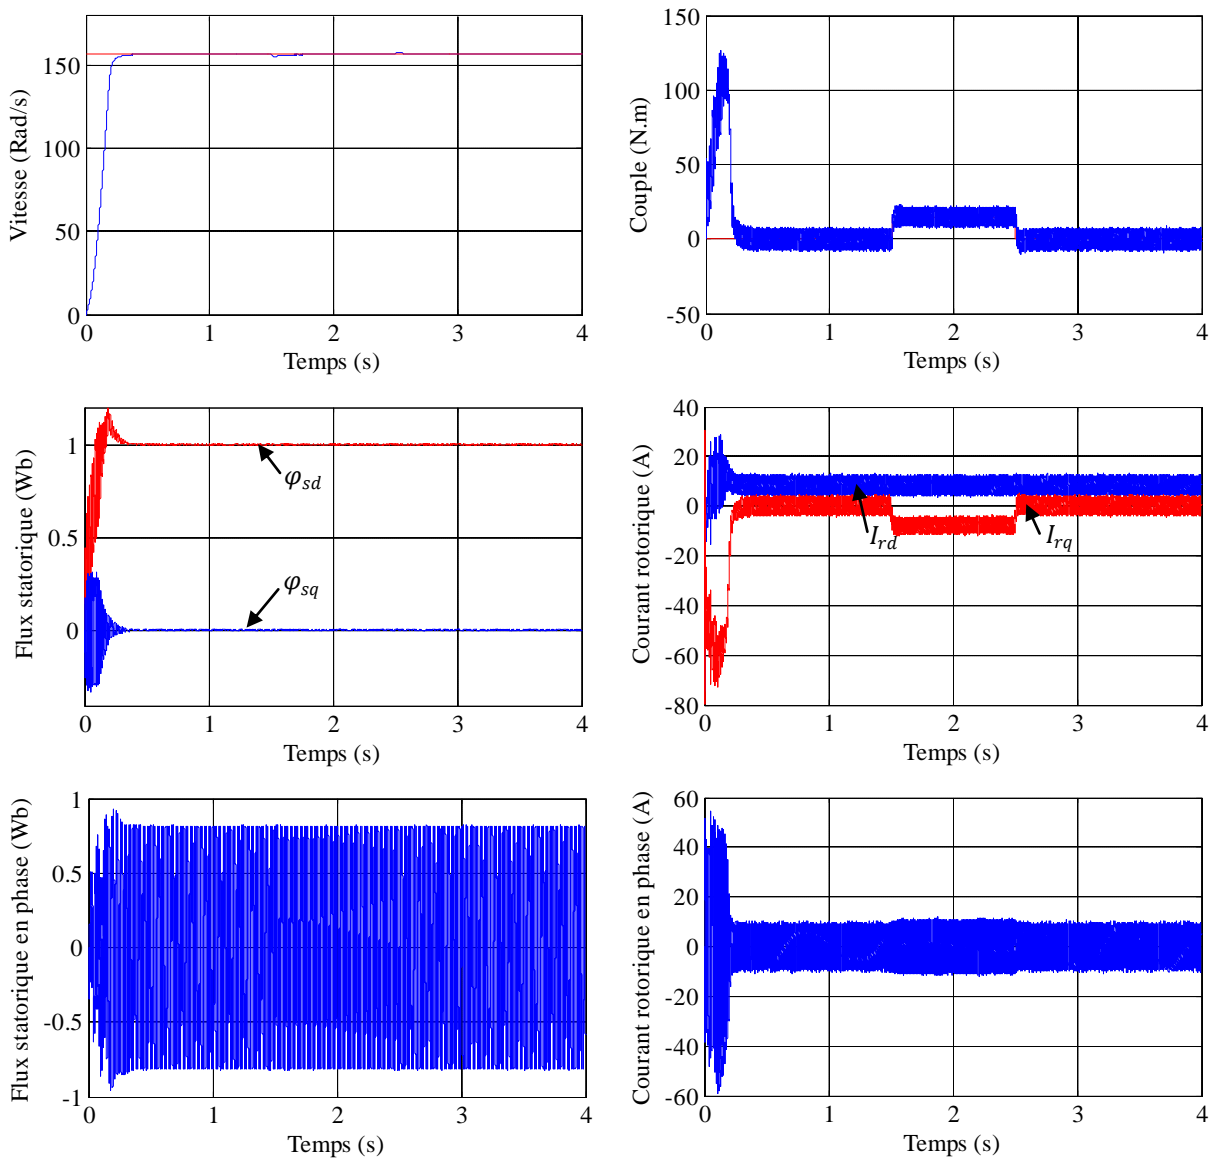 Vitesse (Rad/s)
150
100
50
0
0 1 2 3 4
Temps (s)
Couple (N.m)
150
100
50
0
-50
0 1 2 3 4
Temps (s)
Flux statorique (Wb)
1
0.5
0
φsd
φsq
0 1 2 3 4
Temps (s)
Courant rotorique (A)
40
20
0
-20
-40
-60
-80
Ird
Irq
0 1 2 3 4
Temps (s)
Flux statorique en phase (Wb)
1
0.5
0
-0.5
-1
0 1 2 3 4
Temps (s)
Courant rotorique en phase (A)
60
40
20
0
-20
-40
-60
0 1 2 3 4
Temps (s)